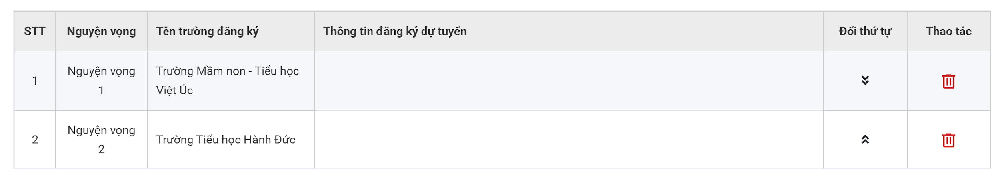 STT Nguyện vọng Tên trường đăng ký Thông tin đăng ký dự tuyển Đổi thứ tự Thao tác
1 Nguyện vọng 1 Trường Mầm non - Tiểu học Việt Úc
2 Nguyện vọng 2 Trường Tiểu học Hành Đức